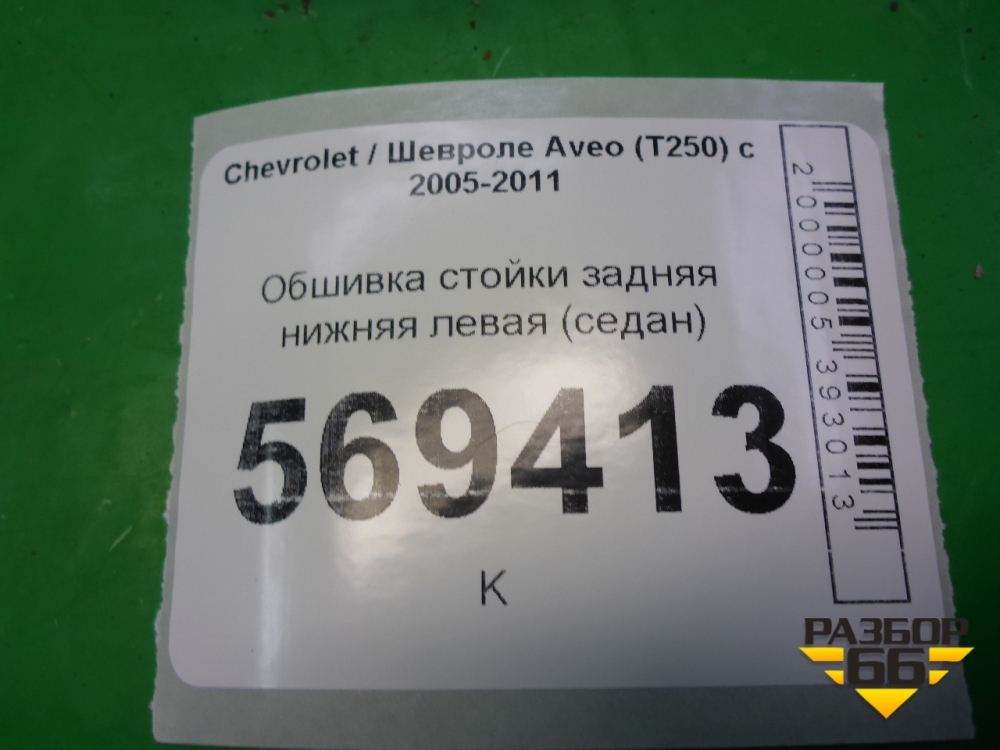 Chevrolet / Шевроле Aveo (T250) с
2005-2011
Обшивка стойки задняя
нижняя левая (седан)
569413
К
2000005393013
РАЗБОР
66